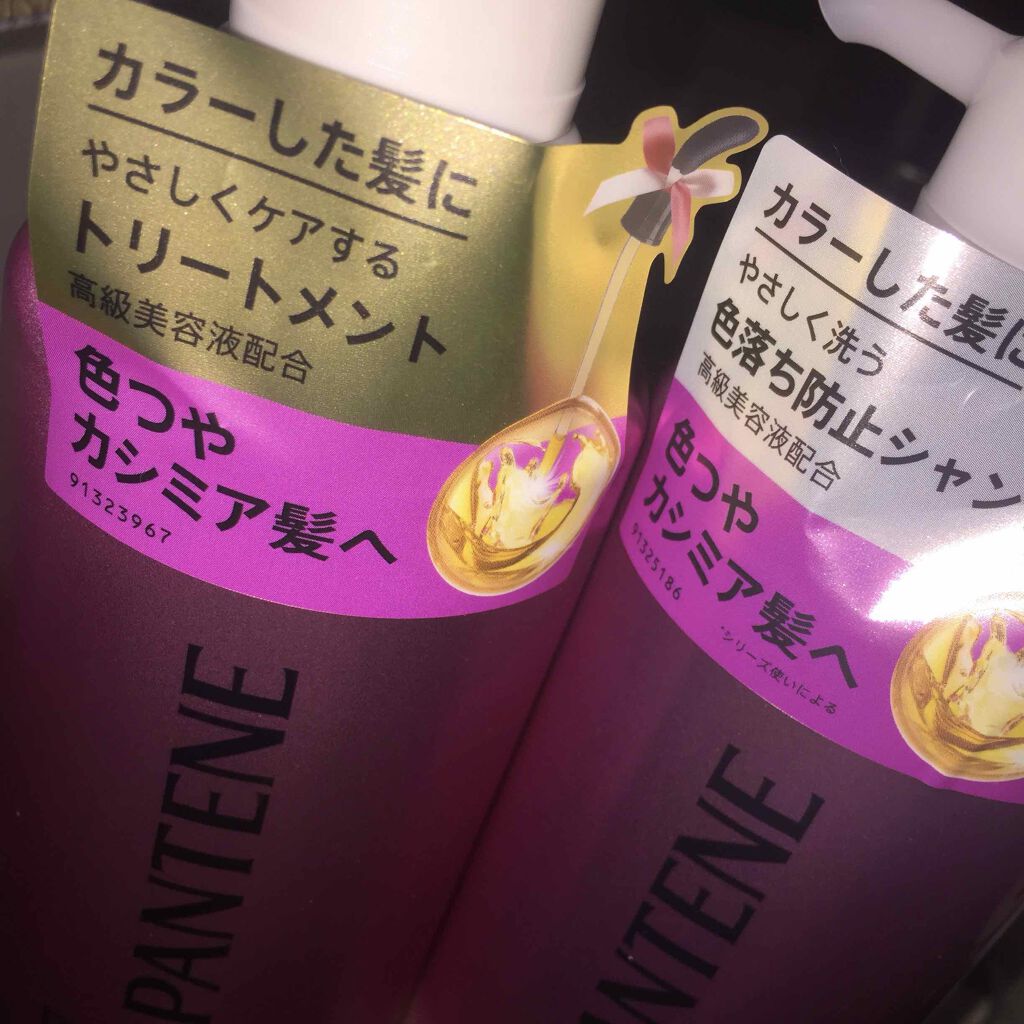 カラーした髪に
やさしくケアする
トリートメント
高級美容液配合
色つや
カシミア髪へ
91323967
PANTENE
カラーした髪に
やさしく洗う
色落ち防止シャン
高級美容液配合
色つや
カシミア髪へ
91325186
*シリーズ使いによる
ANTENE